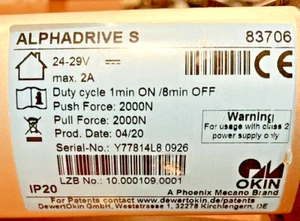 ALPHADRIVE S 83706
24-29V
max. 2A
CE
Duty cycle 1min ON /8min OFF
Push Force: 2000N
Pull Force: 2000N
Prod. Date: 04/20
Warning
For usage with class 2
power supply only
Serial-No.: Y77814L8 0926
LZB No.: 10.000109.0001
OKIN
A Phoenix Mecano Brand
IP20
For Patents contact www.dewertokin.de/patents
DewertOkin GmbH, Weststrasse 1, 32278 Kirchlengern, DE